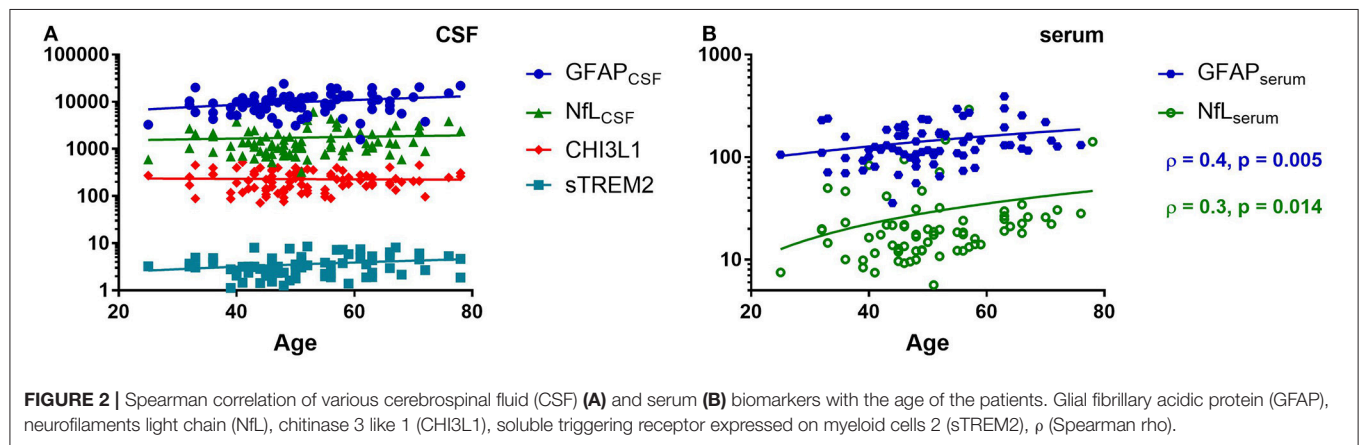 A
CSF
100000
10000
1000
100
10
1
20
40
60
80
Age
GFAPCSF
NfLCSF
CHI3L1
sTREM2
B
serum
1000
100
10
20
40
60
80
Age
GFAPserum
NfLserum
ρ = 0.4, p = 0.005
ρ = 0.3, p = 0.014
FIGURE 2 | Spearman correlation of various cerebrospinal fluid (CSF) (A) and serum (B) biomarkers with the age of the patients. Glial fibrillary acidic protein (GFAP),
neurofilaments light chain (NfL), chitinase 3 like 1 (CHI3L1), soluble triggering receptor expressed on myeloid cells 2 (sTREM2), ρ (Spearman rho).